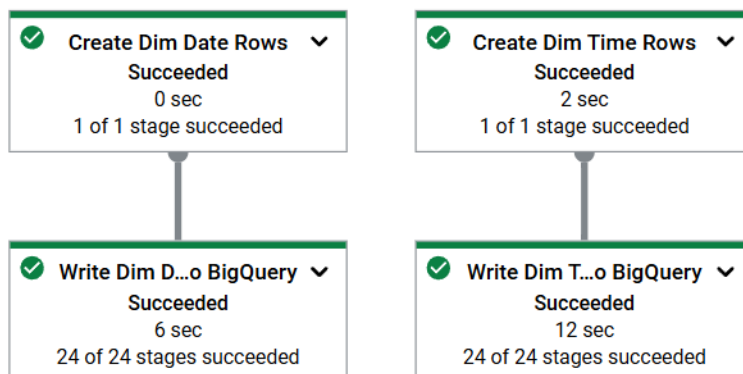 Create Dim Date Rows
Succeeded
0 sec
1 of 1 stage succeeded
Create Dim Time Rows
Succeeded
2 sec
1 of 1 stage succeeded
Write Dim D...o BigQuery
Succeeded
6 sec
24 of 24 stages succeeded
Write Dim T...o BigQuery
Succeeded
12 sec
24 of 24 stages succeeded